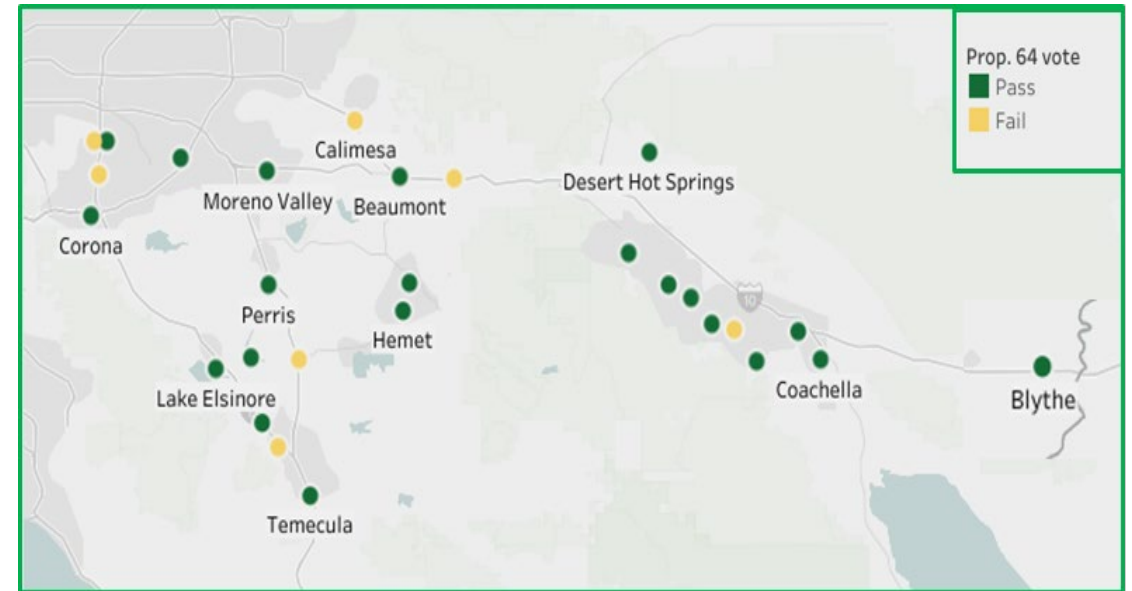 Prop. 64 vote
Pass
Fail
Calimesa
Desert Hot Springs
Moreno Valley
Beaumont
Corona
10
Perris
Hemet
Lake Elsinore
Coachella
Blythe
Temecula